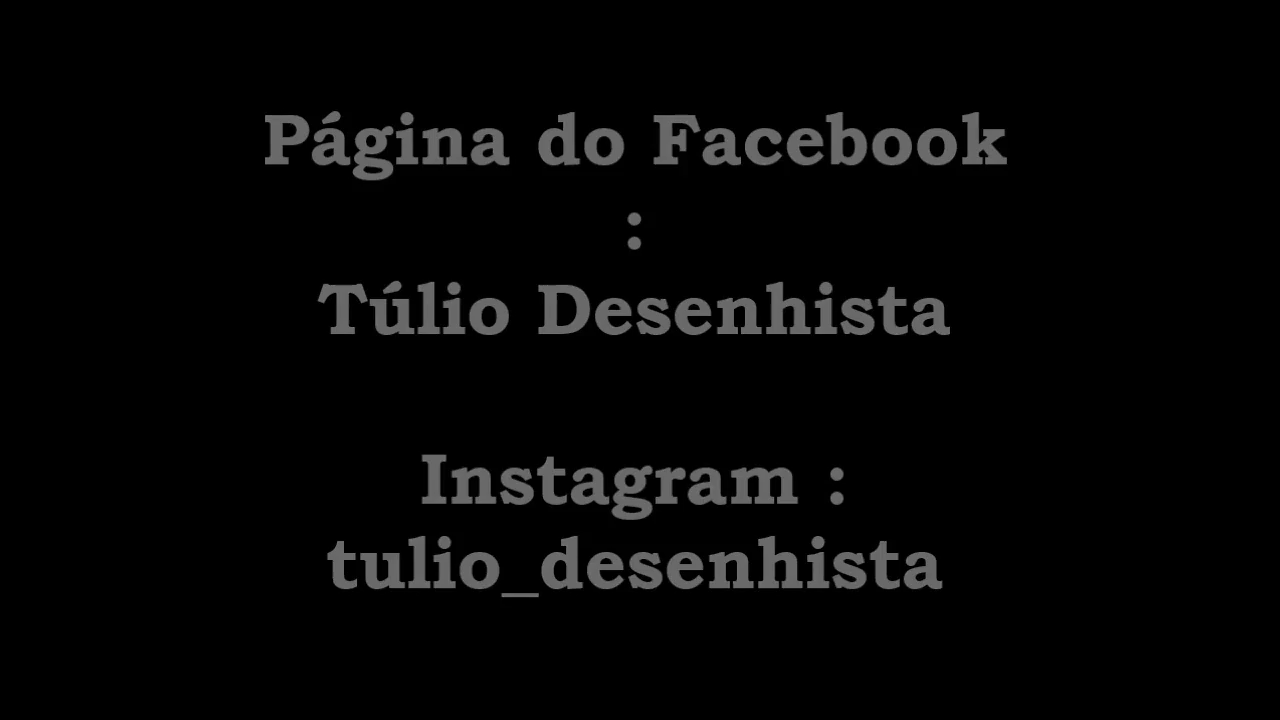 Página do Facebook
:
Túlio Desenhista
Instagram :
tulio_desenhista